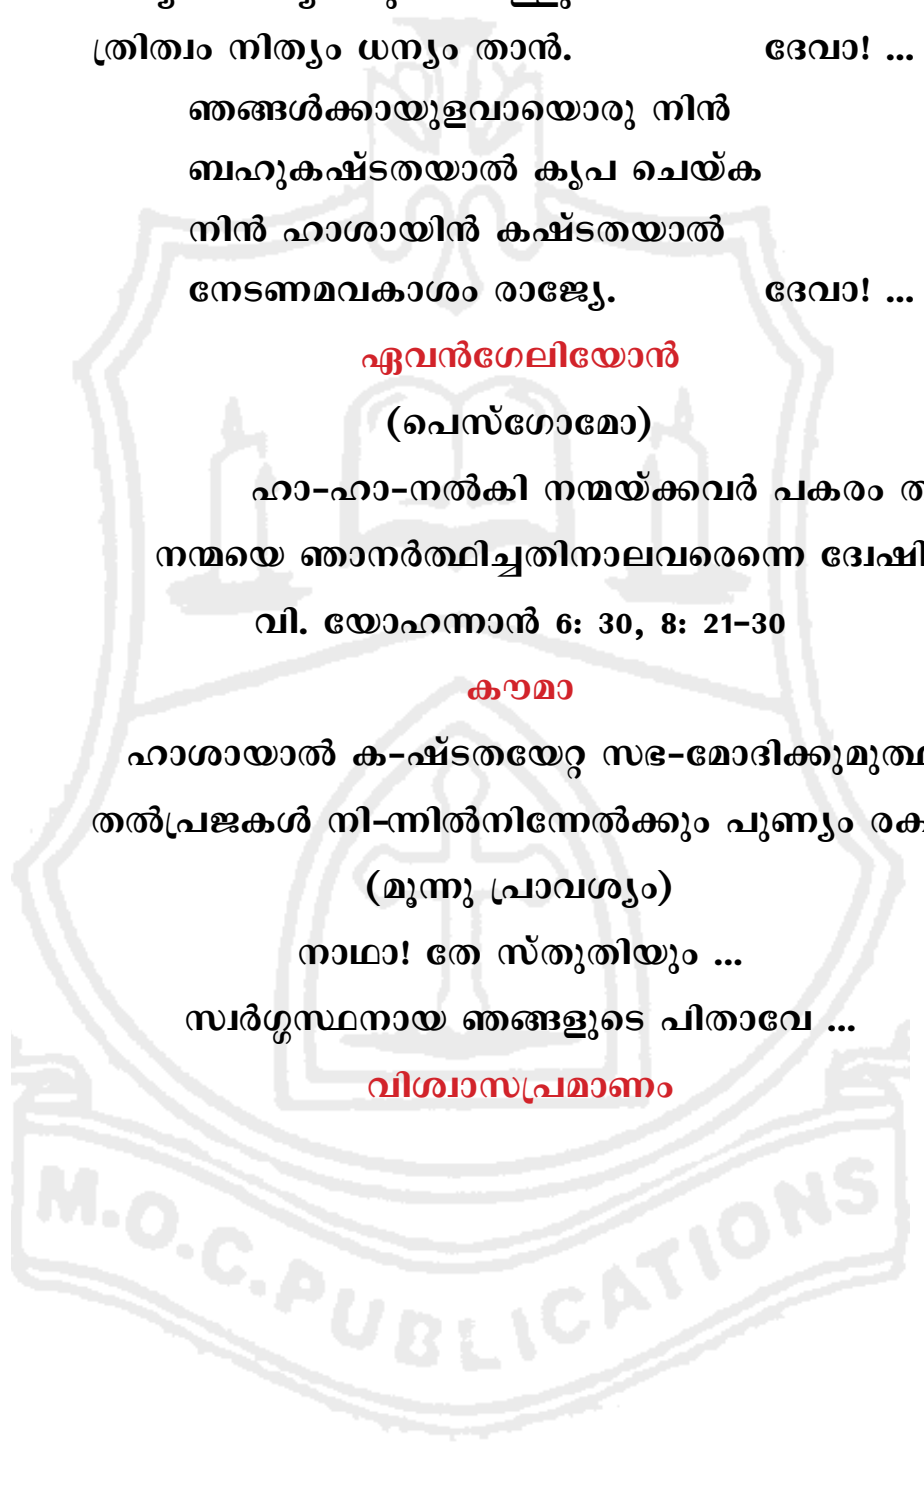 ത്രിത്വം നിത്യം ധന്യം താൻ. ദേവാ! ...
ഞങ്ങൾക്കായുളവായൊരു നിൻ
ബഹുകഷ്ടതയാൽ കൃപ ചെയ്ക
നിൻ ഹാശായിൻ കഷ്ടതയാൽ
നേടണമവകാശം രാജ്യേ. ദേവാ! ...
ഏവൻഗേലിയോൻ
(പെസ്ഗോമോ)
ഹാ-ഹാ-നൽകി നന്മയ്ക്കവർ പകരം
നന്മയെ ഞാനർത്ഥിച്ചതിനാലവരെന്നെ
വി. യോഹന്നാൻ 6: 30, 8: 21-30
കൗമാ
ഹാശായാൽ ക-ഷ്ടതയേറ്റ സഭ-മോദിക്കുമു
തൽപ്രജകൾ നി-ന്നിൽനിന്നേൽക്കും പുണ്യം
(മൂന്നു പ്രാവശ്യം)
നാഥാ! തേ സ്തുതിയും ...
സ്വർഗ്ഗസ്ഥനായ ഞങ്ങളുടെ പിതാവേ ...
വിശ്വാസപ്രമാണം
M.O.C.PUBLICATIONS